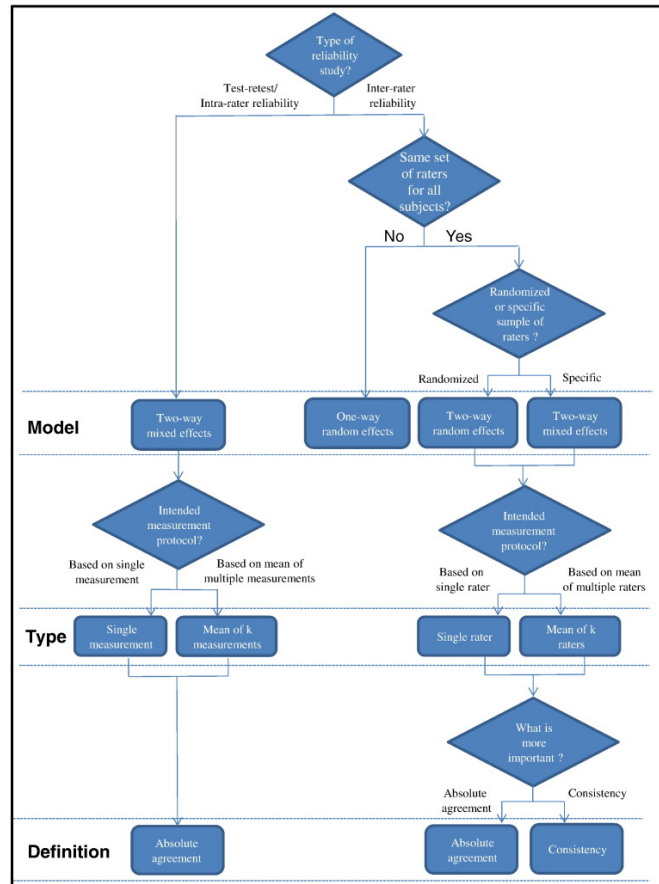 Type of
reliability
study?
Test-retest/
Intra-rater reliability
Inter-rater
reliability
Same set
of raters
for all
subjects?
No
Yes
Randomized
or specific
sample of
raters ?
Randomized
Specific
Model
Two-way
mixed effects
One-way
random effects
Two-way
random effects
Two-way
mixed effects
Intended
measurement
protocol?
Based on single
measurement
Based on mean of
multiple measurements
Intended
measurement
protocol?
Based on
single rater
Based on mean
of multiple raters
Type
Single
measurement
Mean of k
measurements
Single rater
Mean of k
raters
What is
more
important ?
Absolute
agreement
Consistency
Definition
Absolute
agreement
Absolute
agreement
Consistency